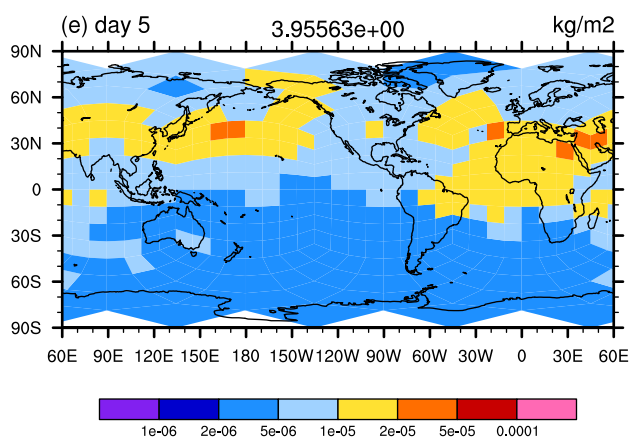 (e) day 5 3.95563e+00 kg/m2
90N
60N
30N
0
30S
60S
90S
60E 90E 120E 150E 180 150W 120W 90W 60W 30W 0 30E 60E
1e-06 2e-06 5e-06 1e-05 2e-05 5e-05 0.0001